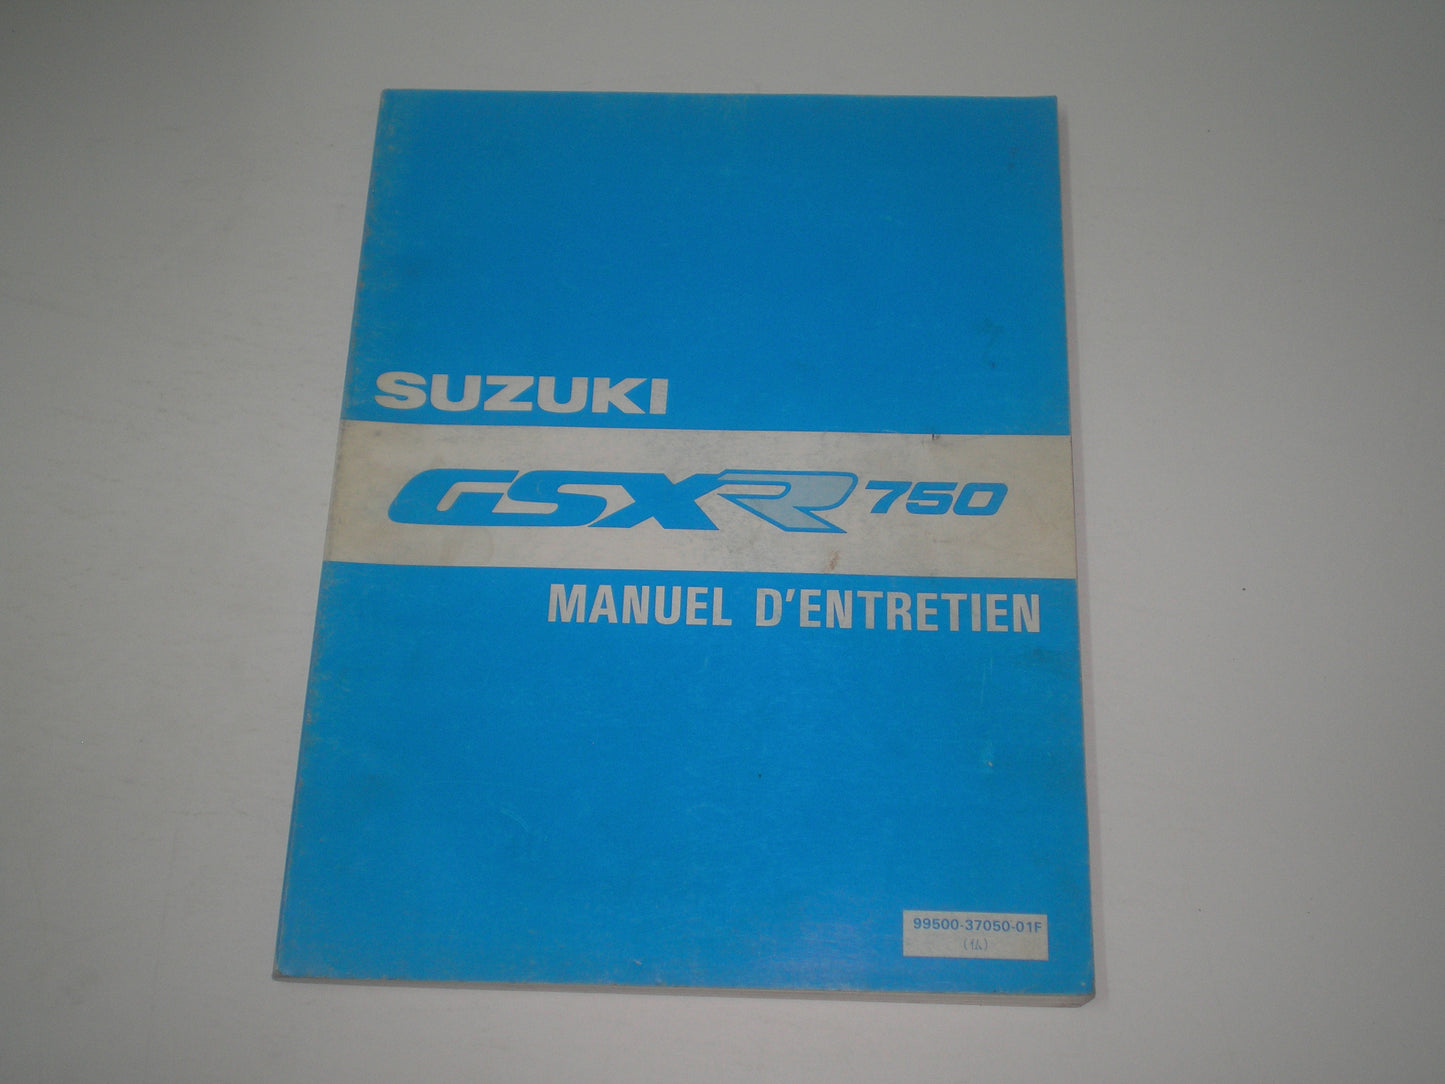 SUZUKI
GSXR 750
MANUEL D'ENTRETIEN
99500-37050-01F
(仏)